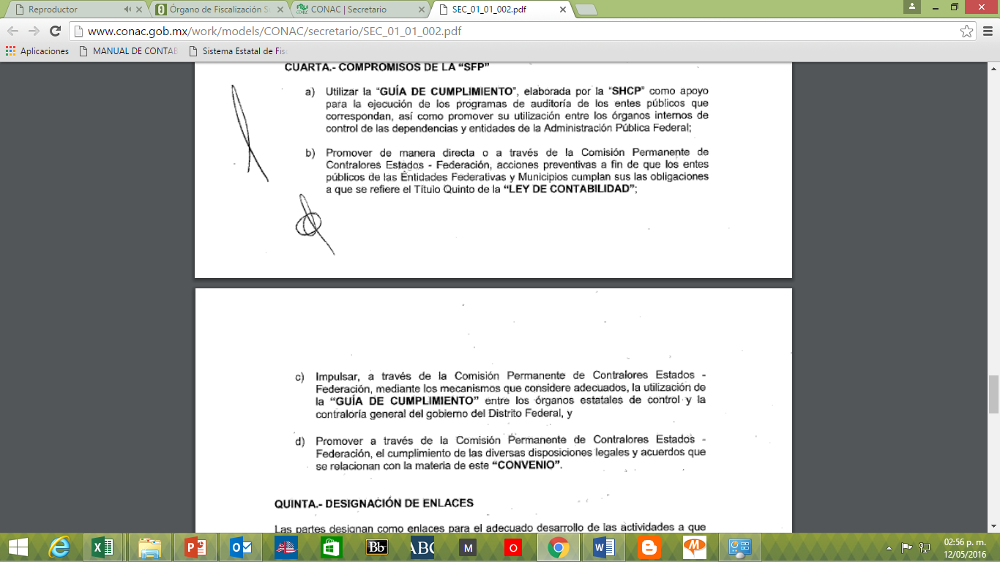 Reproductor
Órgano de Fiscalización S
CONAC | Secretario
SEC_01_01_002.pdf
www.conac.gob.mx/work/models/CONAC/secretario/SEC_01_01_002.pdf
Aplicaciones
MANUAL DE CONTAB
Sistema Estatal de Fis
CUARTA.- COMPROMISOS DE LA “SFP”
a) Utilizar la “GUÍA DE CUMPLIMIENTO”, elaborada por la “SHCP” como apoyo
para la ejecución de los programas de auditoría de los entes públicos que
correspondan, así como promover su utilización entre los órganos internos de
control de las dependencias y entidades de la Administración Pública Federal;
b) Promover de manera directa o a través de la Comisión Permanente de
Contralores Estados - Federación, acciones preventivas a fin de que los entes
públicos de las Entidades Federativas y Municipios cumplan sus las obligaciones
a que se refiere el Título Quinto de la “LEY DE CONTABILIDAD”;
c) Impulsar, a través de la Comisión Permanente de Contralores Estados -
Federación, mediante los mecanismos que considere adecuados, la utilización de
la “GUÍA DE CUMPLIMIENTO” entre los órganos estatales de control y la
contraloría general del gobierno del Distrito Federal, y
d) Promover a través de la Comisión Permanente de Contralores Estados -
Federación, el cumplimiento de las diversas disposiciones legales y acuerdos que
se relacionan con la materia de este “CONVENIO”.
QUINTA.- DESIGNACIÓN DE ENLACES
Las partes designan como enlaces para el adecuado desarrollo de las actividades a que
Bb
ABC
M
O
02:56 p. m.
12/05/2016